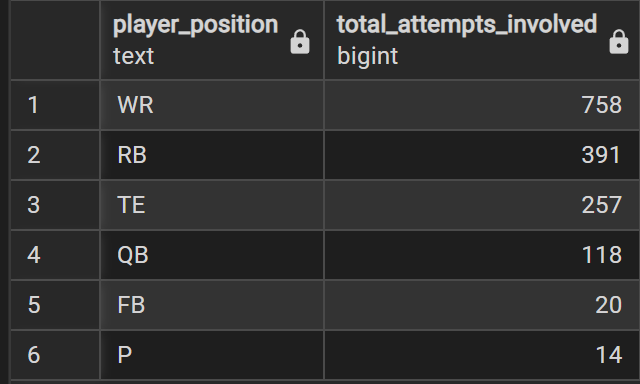 player_position total_attempts_involved
text bigint
1 WR 758
2 RB 391
3 TE 257
4 QB 118
5 FB 20
6 P 14